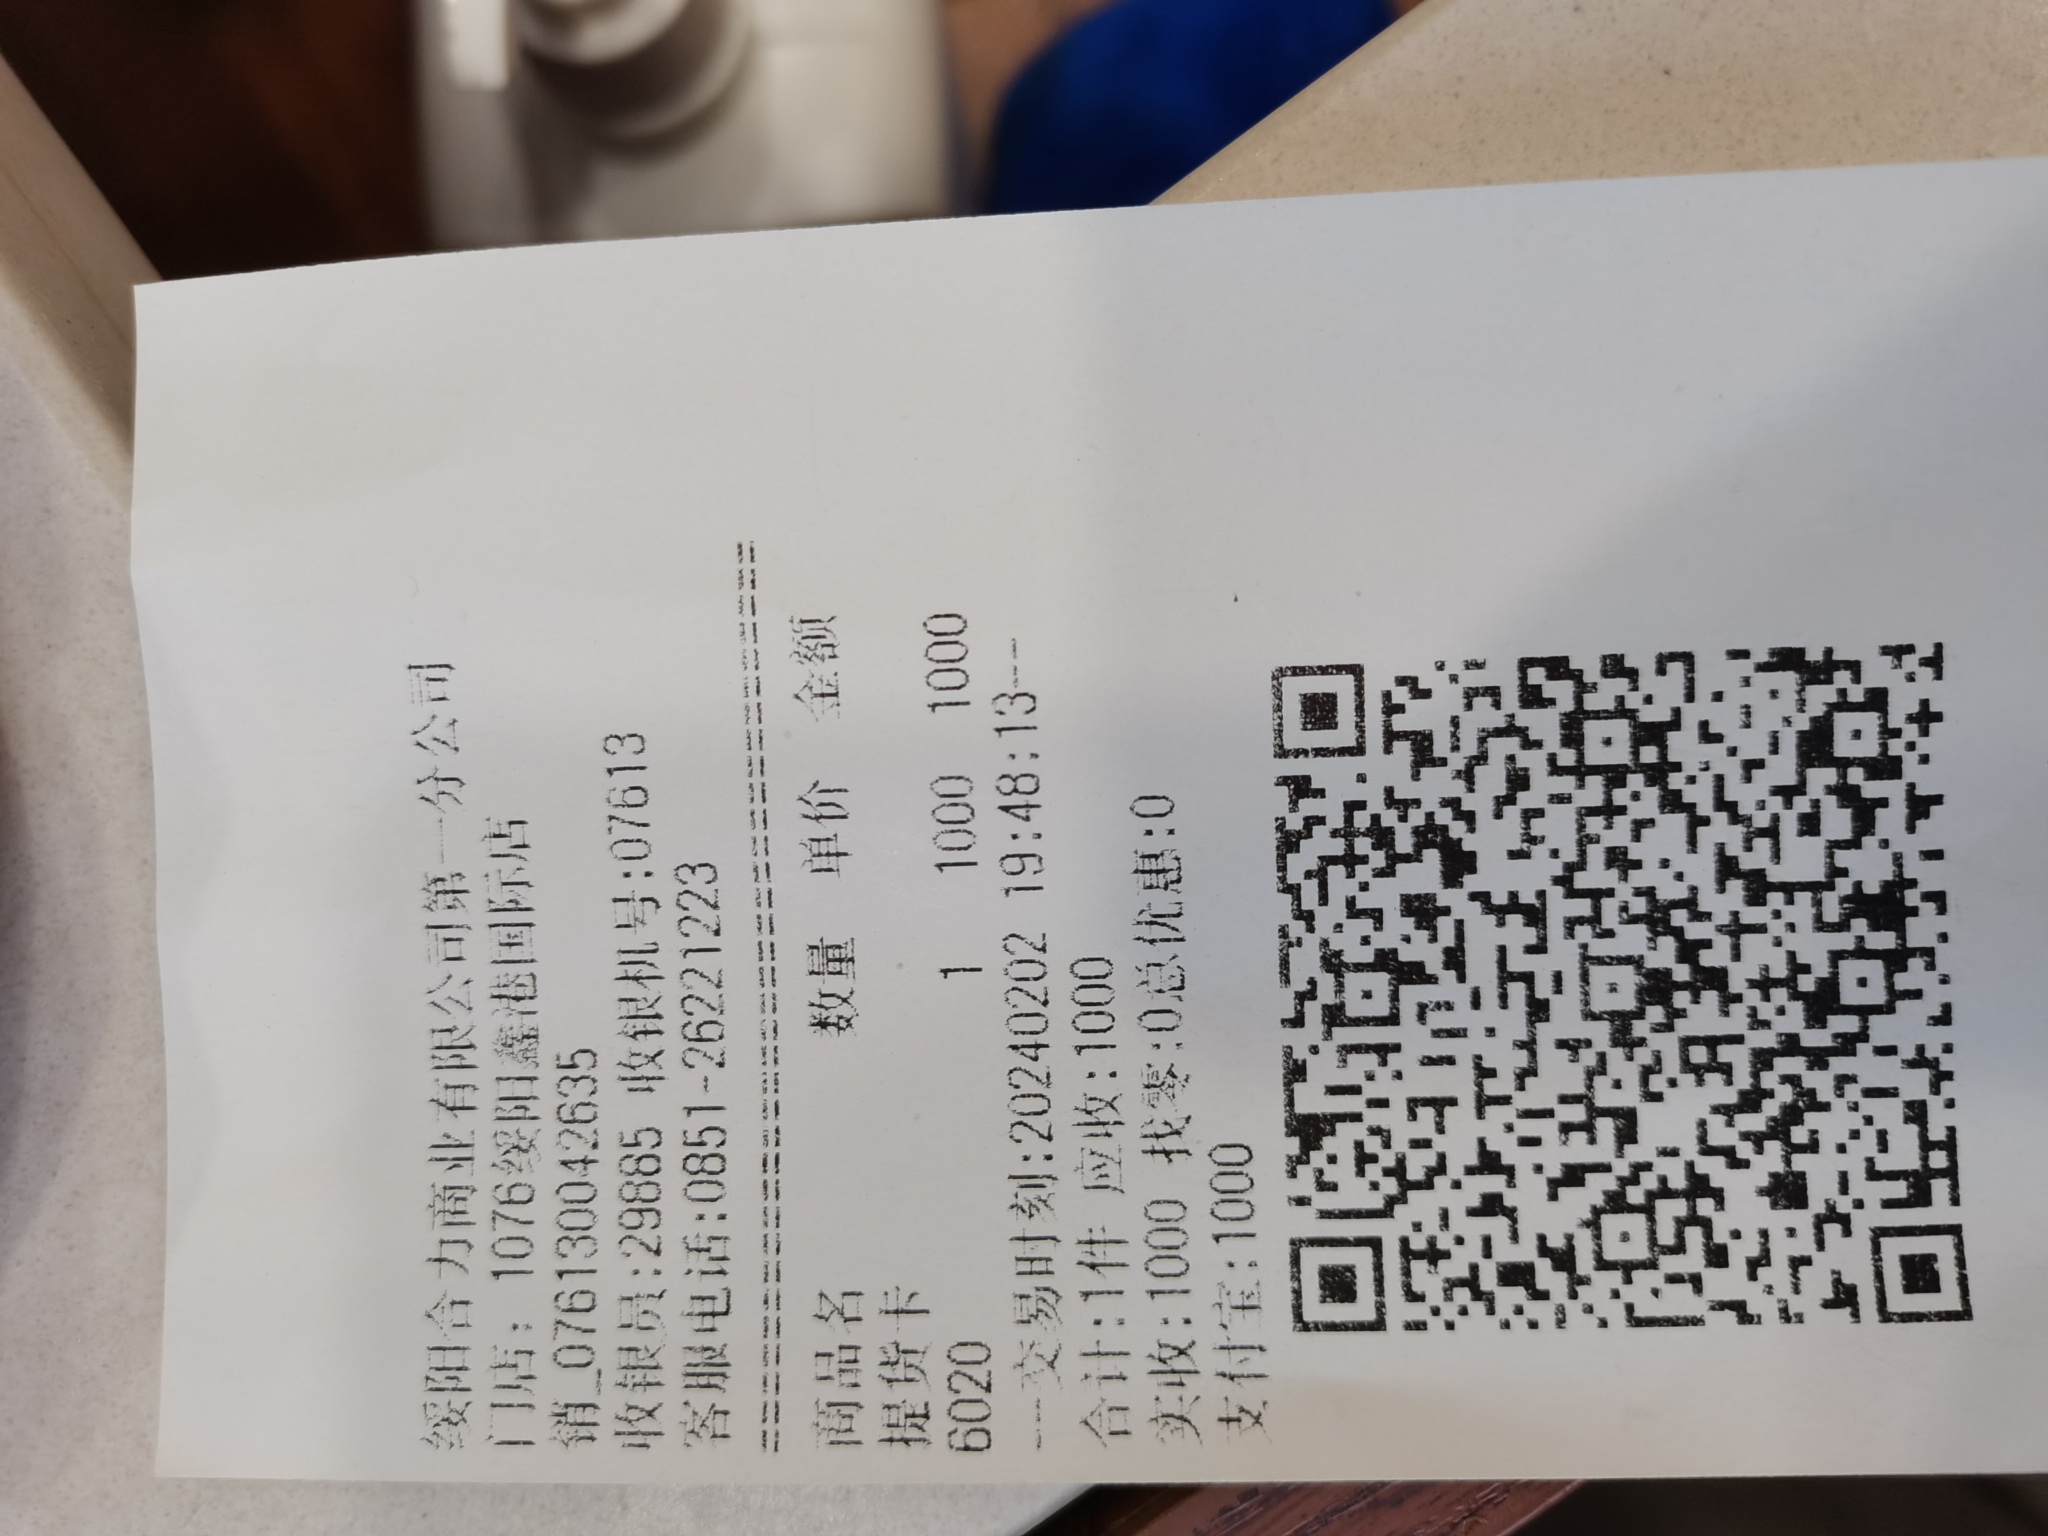 绥阳合力商业有限公司第一分公司
门店：1076绥阳鑫港国际店
销_076130042635
收银员:29885 收银机号:07613
客服电话:0851-26221223
商品名 数量 单价 金额
提货卡
6020 1 1000 1000
---交易时刻:20240202 19:48:13--
合计:1件 应收:1000
实收:1000 找零:0总优惠:0
支付宝:1000